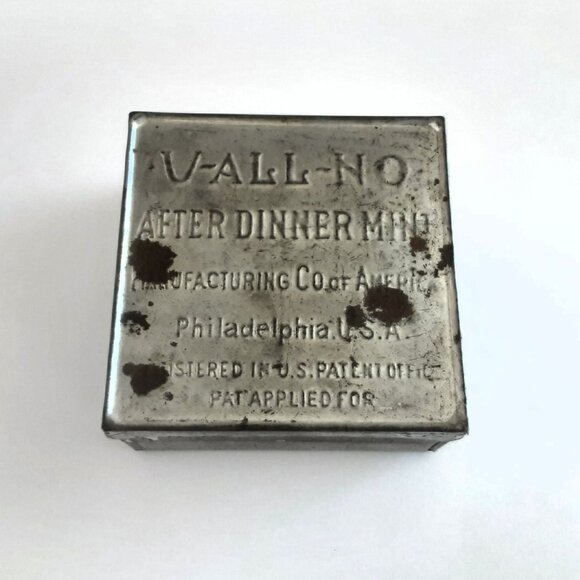 U-ALL-NO
AFTER DINNER MINT
MANUFACTURING CO. OF AMERICA
Philadelphia. U.S.A.
REGISTERED IN U.S. PATENT OFFICE
PAT. APPLIED FOR